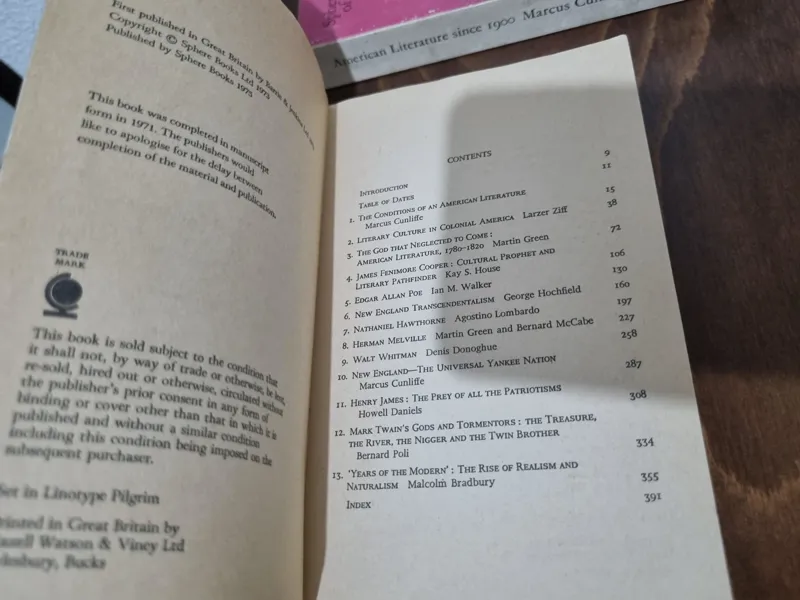 American Literature since 1900 Marcus
First published in Great Britain by Barrie & Jenkins
Copyright © Sphere Books Ltd 1973
Published by Sphere Books 1975
This book was completed in manuscript
form in 1971. The publishers would
like to apologise for the delay between
completion of the material and publication.
TRADE
MARK
This book is sold subject to the condition that
it shall not, by way of trade or otherwise, be lent,
re-sold, hired out or otherwise, circulated without
the publisher's prior consent in any form of
binding or cover other than that in which it is
published and without a similar condition
including this condition being imposed on the
subsequent purchaser.
Set in Linotype Pilgrim
Printed in Great Britain by
Watson & Viney Ltd
Bucks
CONTENTS
INTRODUCTION 9
TABLE OF DATES 11
1. THE CONDITIONS OF AN AMERICAN LITERATURE 15
Marcus Cunliffe
2. LITERARY CULTURE IN COLONIAL AMERICA Larzer Ziff 38
3. THE GOD THAT NEGLECTED TO COME :
AMERICAN LITERATURE, 1780-1820 Martin Green 72
4. JAMES FENIMORE COOPER : CULTURAL PROPHET AND
LITERARY PATHFINDER Kay S. House 106
5. EDGAR ALLAN POE Ian M. Walker 130
6. NEW ENGLAND TRANSCENDENTALISM George Hochfield 160
7. NATHANIEL HAWTHORNE Agostino Lombardo 197
8. HERMAN MELVILLE Martin Green and Bernard McCabe 227
9. WALT WHITMAN Denis Donoghue 258
10. NEW ENGLAND—THE UNIVERSAL YANKEE NATION
Marcus Cunliffe 287
11. HENRY JAMES : THE PREY OF ALL THE PATRIOTISMS
Howell Daniels 308
12. MARK TWAIN'S GODS AND TORMENTORS : THE TREASURE,
THE RIVER, THE NIGGER AND THE TWIN BROTHER
Bernard Poli 334
13. 'YEARS OF THE MODERN' : THE RISE OF REALISM AND
NATURALISM Malcolm Bradbury 355
INDEX 391